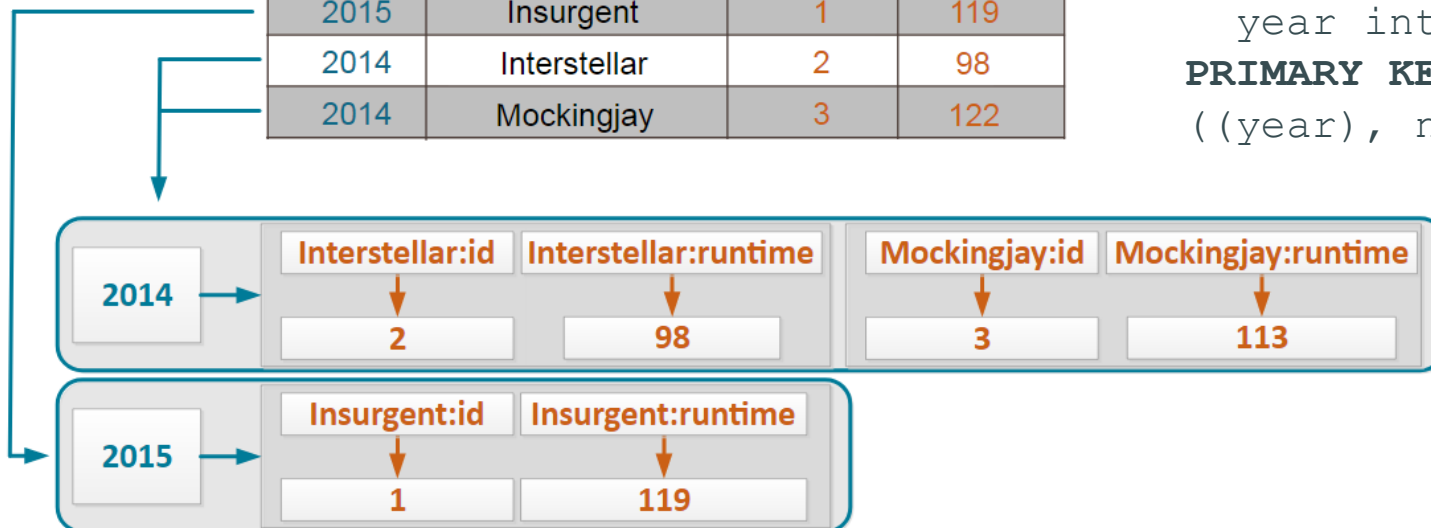 2015 Insurgent 1 119
2014 Interstellar 2 98
2014 Mockingjay 3 122
year int
PRIMARY KE
((year), n
2014
Interstellar:id Interstellar:runtime Mockingjay:id Mockingjay:runtime
2 98 3 113
2015
Insurgent:id Insurgent:runtime
1 119